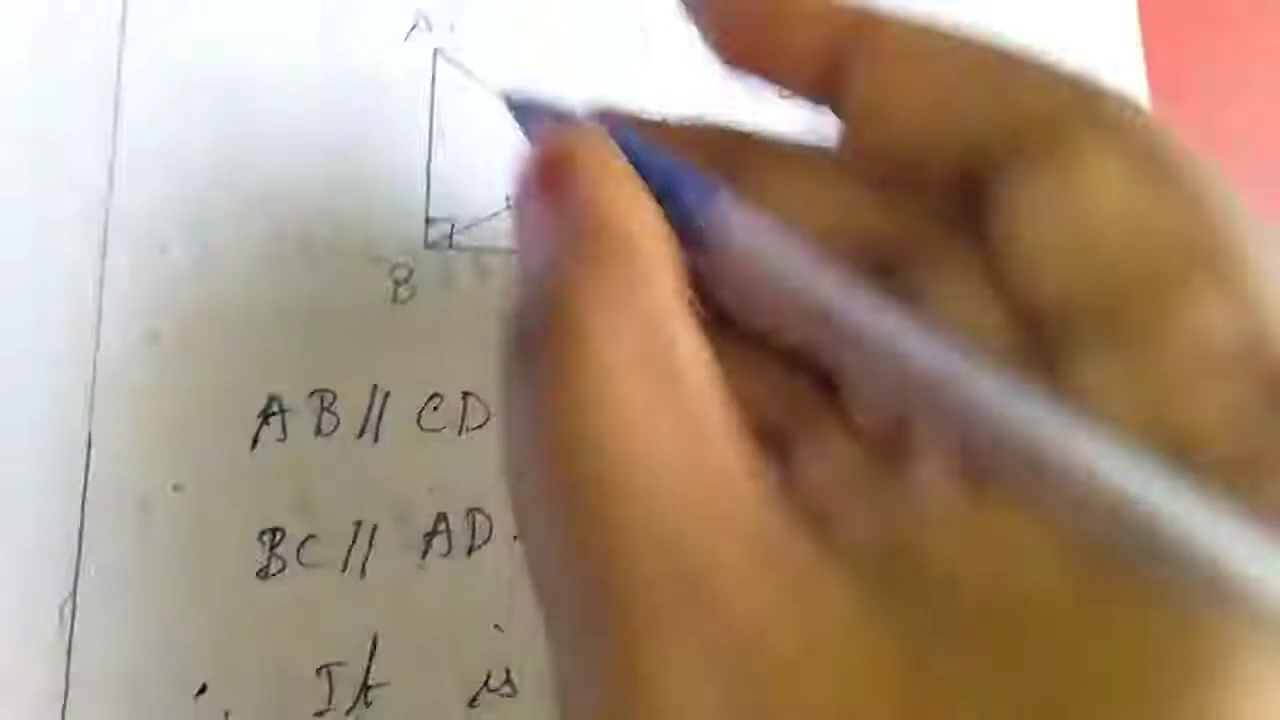 A
B
AB // CD
BC // AD.
∴ It is